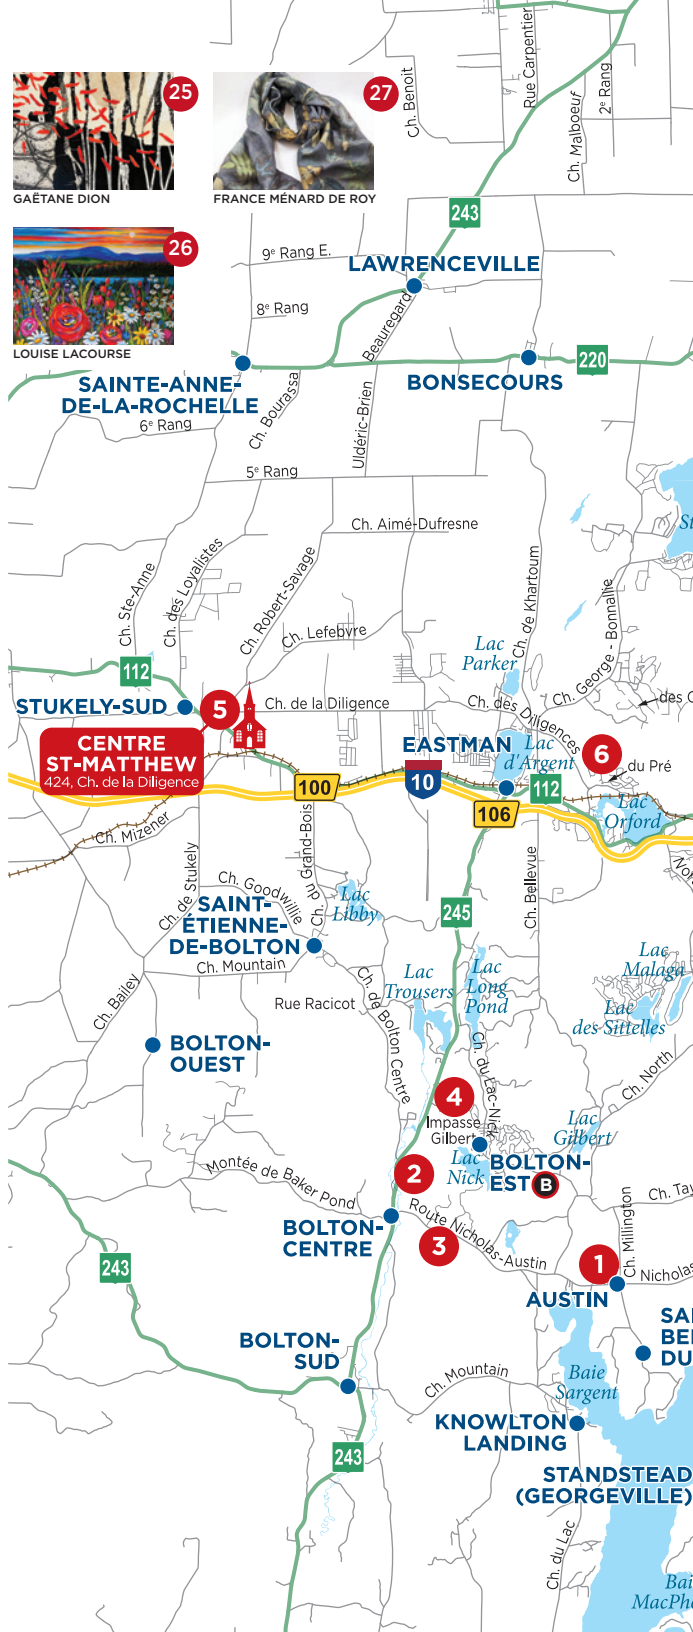 25
GAËTANE DION
27
FRANCE MÉNARD DE ROY
26
LOUISE LACOURSE
Ch. Benoit
Rue Carpentier
Ch. Malboeuf
2e Rang
243
9e Rang E.
LAWRENCEVILLE
8e Rang
Beauregard
220
SAINTE-ANNE-
DE-LA-ROCHELLE
BONSECOURS
6e Rang
Ch. Bourassa
Uldéric-Brien
5e Rang
Ch. Aimé-Dufresne
Ch. Ste-Anne
Ch. des Loyalistes
Ch. Robert-Savage
Ch. Lefebvre
Ch. de Khartoum
Ch. George - Bonnallie
Lac
Parker
112
STUKELY-SUD
5
Ch. de la Diligence
Ch. des Diligences
CENTRE
ST-MATTHEW
424, Ch. de la Diligence
EASTMAN
Lac
d'Argent
6
du Pré
100
10
112
106
Lac
Orford
Ch. Mizener
Ch. de Stukely
Ch. Goodwillie
Ch. du Grand-Bois
Ch. Bellevue
Lac
Libby
245
SAINT-
ÉTIENNE-
DE-BOLTON
Ch. Mountain
Ch. Bailey
Rue Racicot
Ch. de Bolton Centre
Lac
Trousers
Lac
Long
Pond
Lac
Malaga
Lac
des Sittelles
BOLTON-
OUEST
Ch. du Lac-Nick
Ch. North
4
Impasse
Gilbert
Lac
Gilbert
Lac
Nick
BOLTON-
EST
B
2
Montée de Baker Pond
BOLTON-
CENTRE
Route Nicholas-Austin
3
Ch. Millington
Ch. Tay
1
Nicholas
AUSTIN
243
BOLTON-
SUD
SAI
BE
DU
Ch. Mountain
Baie
Sargent
KNOWLTON
LANDING
243
STANDSTEAD
(GEORGEVILLE)
Ch. du Lac
Bai
MacPh